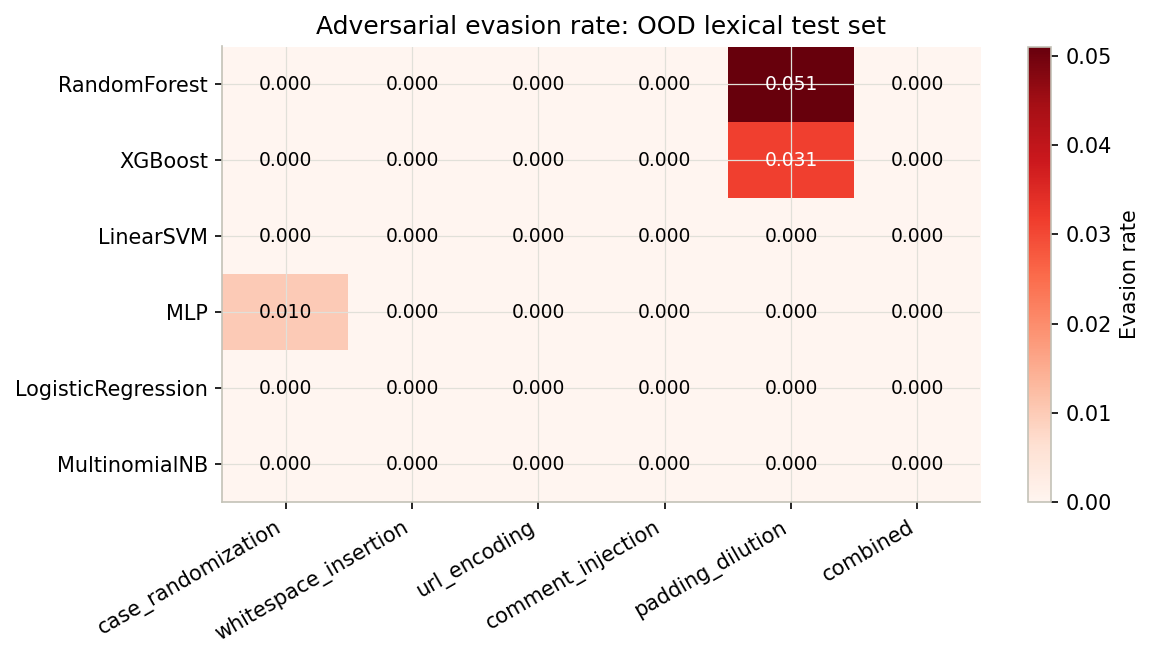 Adversarial evasion rate: OOD lexical test set
RandomForest 0.000 0.000 0.000 0.000 0.051 0.000
XGBoost 0.000 0.000 0.000 0.000 0.031 0.000
LinearSVM 0.000 0.000 0.000 0.000 0.000 0.000
MLP 0.010 0.000 0.000 0.000 0.000 0.000
LogisticRegression 0.000 0.000 0.000 0.000 0.000 0.000
MultinomialNB 0.000 0.000 0.000 0.000 0.000 0.000
case_randomization
whitespace_insertion
url_encoding
comment_injection
padding_dilution
combined
0.05
0.04
0.03
0.02
0.01
0.00
Evasion rate